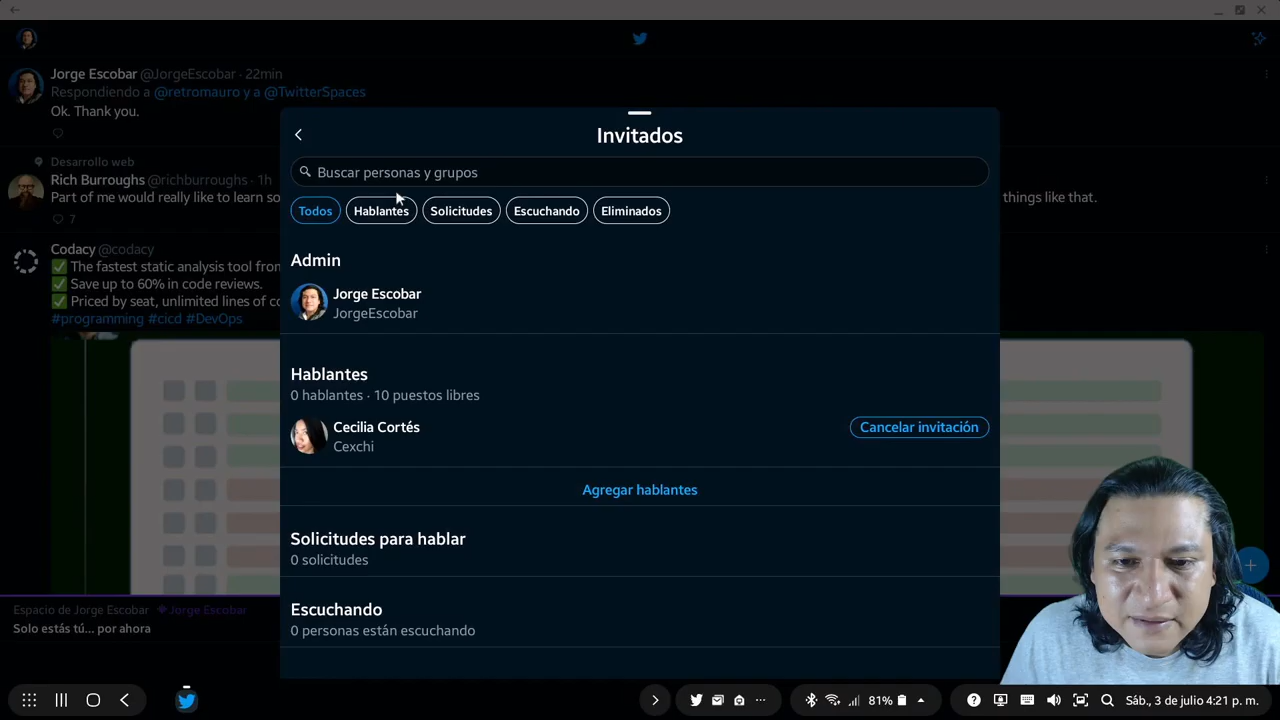 Jorge Escobar @JorgeEscobar · 22min
Respondiendo a @retromauro y a @TwitterSpaces
Ok. Thank you.
Desarrollo web
Rich Burroughs @richburroughs · 1h
Part of me would really like to learn so
things like that.
7
Codacy @codacy
✅ The fastest static analysis tool from
✅ Save up to 60% in code reviews.
✅ Priced by seat, unlimited lines of co
#programming #cicd #DevOps
Invitados
Buscar personas y grupos
Todos Hablantes Solicitudes Escuchando Eliminados
Admin
Jorge Escobar
JorgeEscobar
Hablantes
0 hablantes · 10 puestos libres
Cecilia Cortés
Cexchi
Cancelar invitación
Agregar hablantes
Solicitudes para hablar
0 solicitudes
Escuchando
0 personas están escuchando
Espacio de Jorge Escobar Jorge Escobar
Solo estás tú... por ahora
81%
Sáb., 3 de julio 4:21 p. m.